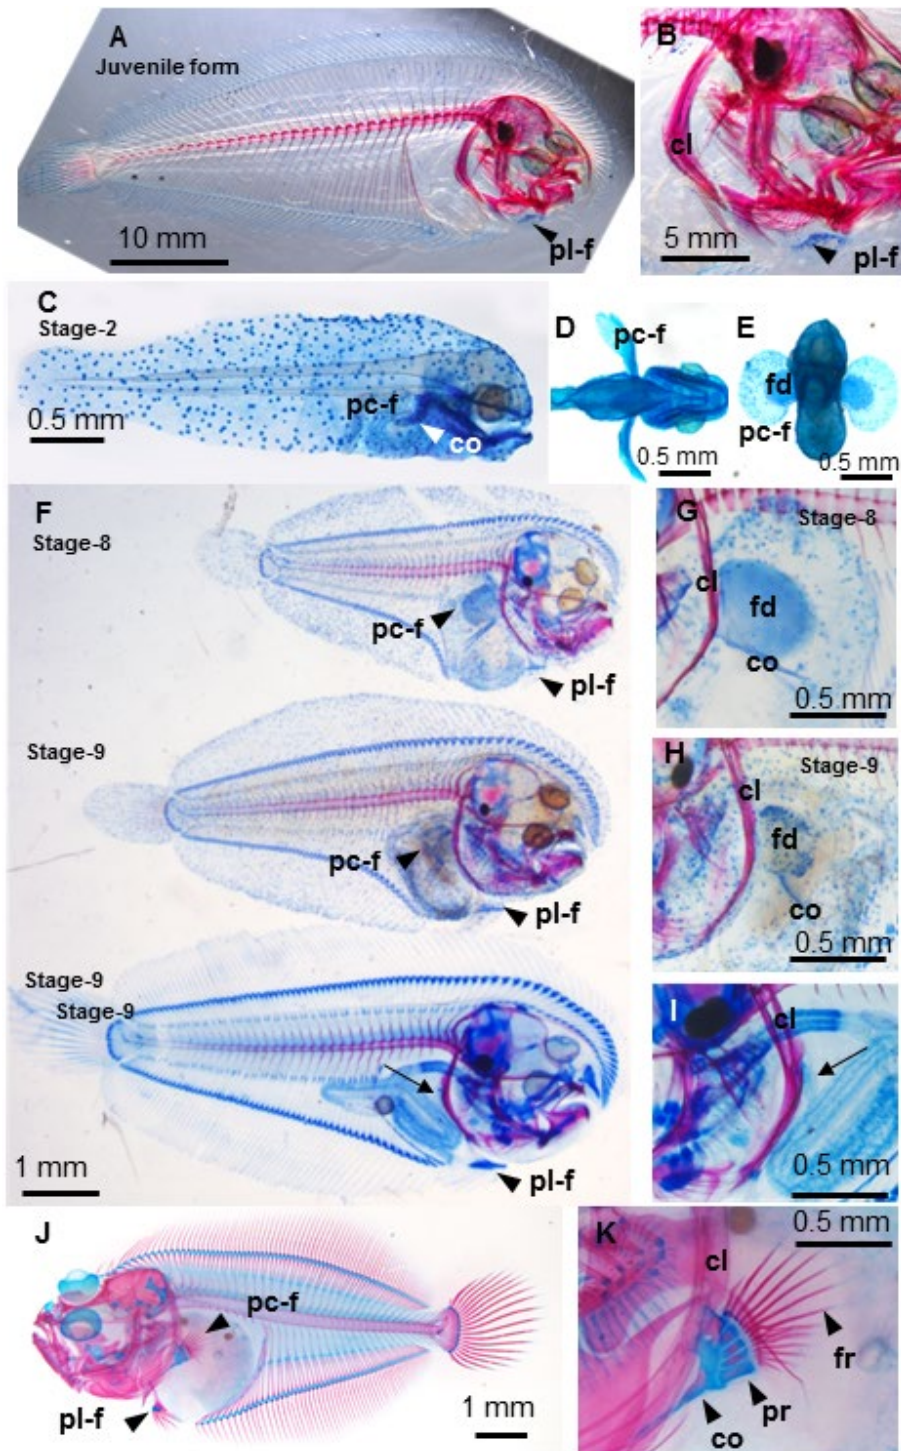 A
Juvenile form
10 mm
pl-f
B
cl
5 mm
pl-f
C
Stage-2
pc-f
co
0.5 mm
D
pc-f
0.5 mm
E
fd
pc-f
0.5 mm
F
Stage-8
pc-f
pl-f
G
Stage-8
cl
fd
co
0.5 mm
Stage-9
pc-f
pl-f
H
Stage-9
cl
fd
co
0.5 mm
Stage-9
Stage-9
1 mm
pl-f
I
cl
0.5 mm
J
pc-f
pl-f
1 mm
K
0.5 mm
cl
fr
pr
co